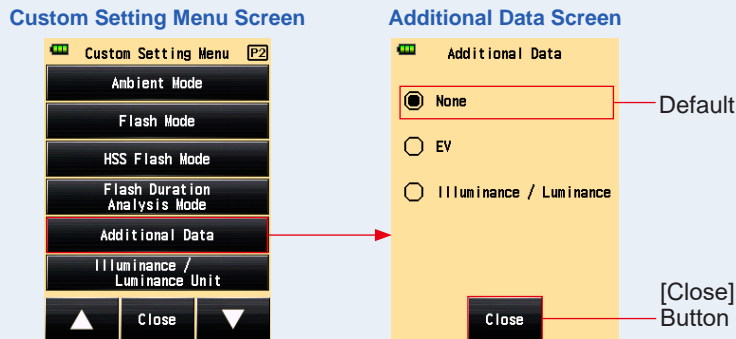 Custom Setting Menu Screen
Custom Setting Menu P2
Ambient Mode
Flash Mode
HSS Flash Mode
Flash Duration
Analysis Mode
Additional Data
Illuminance /
Luminance Unit
Close
Additional Data Screen
Additional Data
None
Default
EV
Illuminance / Luminance
Close
[Close]
Button